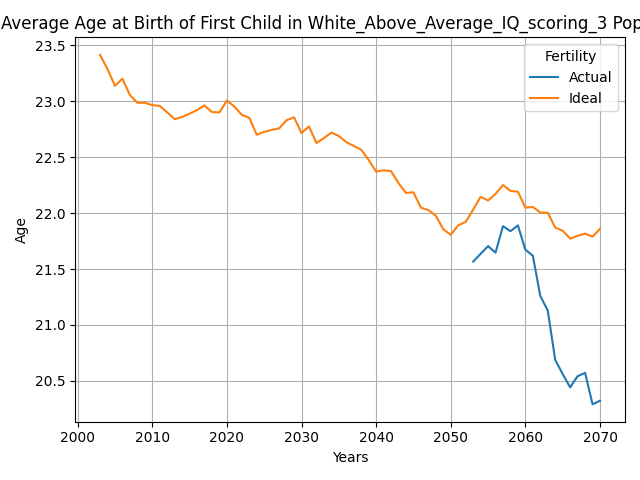 Average Age at Birth of First Child in White_Above_Average_IQ_scoring_3 Pop
Fertility
Actual
Ideal
23.5
23.0
22.5
22.0
21.5
21.0
20.5
Age
2000 2010 2020 2030 2040 2050 2060 2070
Years